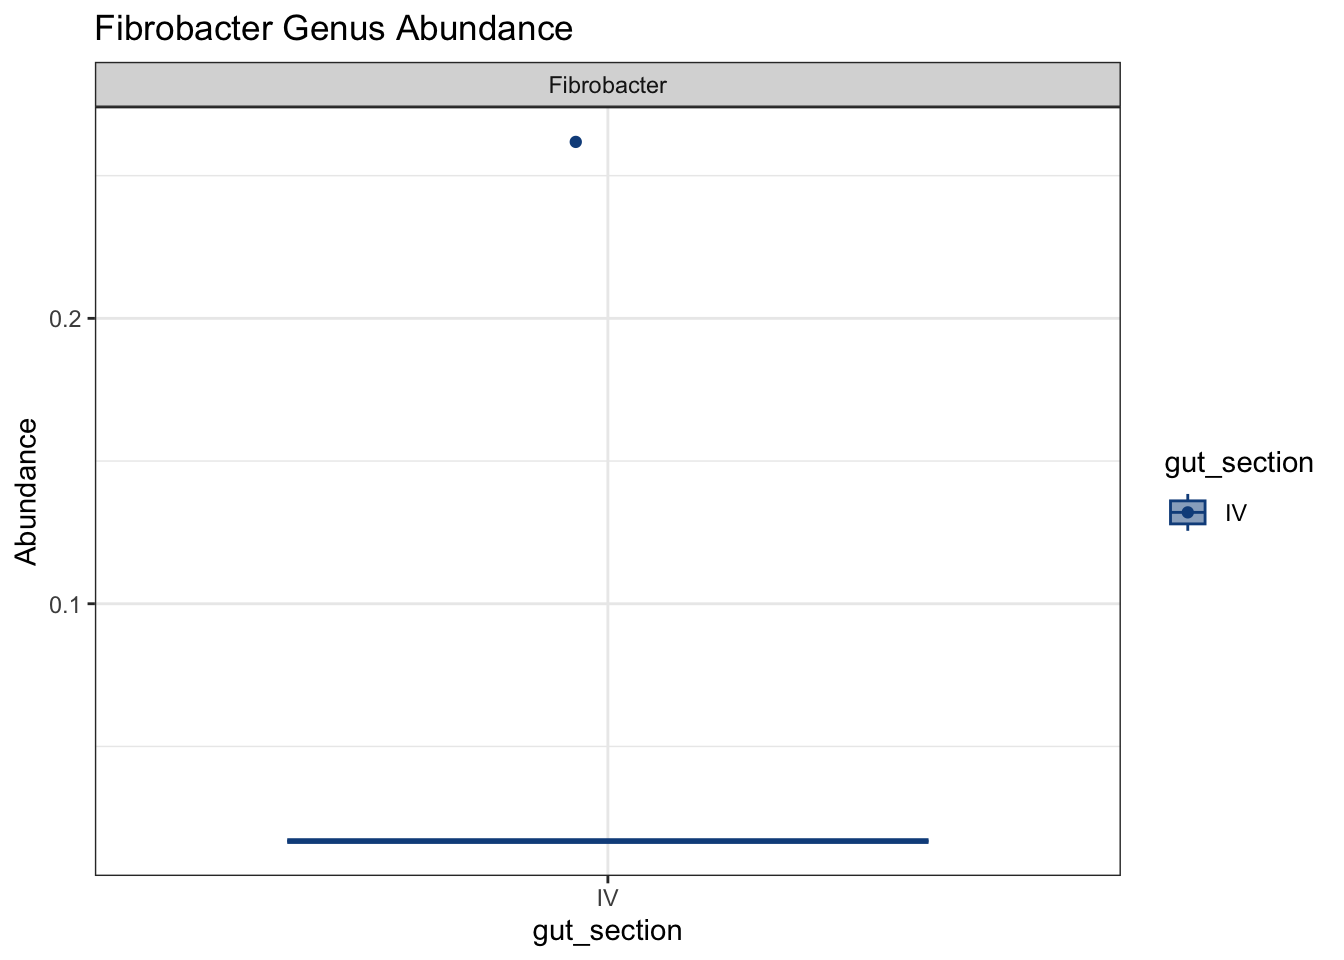 Fibrobacter Genus Abundance
Fibrobacter
0.2
0.1
Abundance
IV
gut_section
gut_section
IV